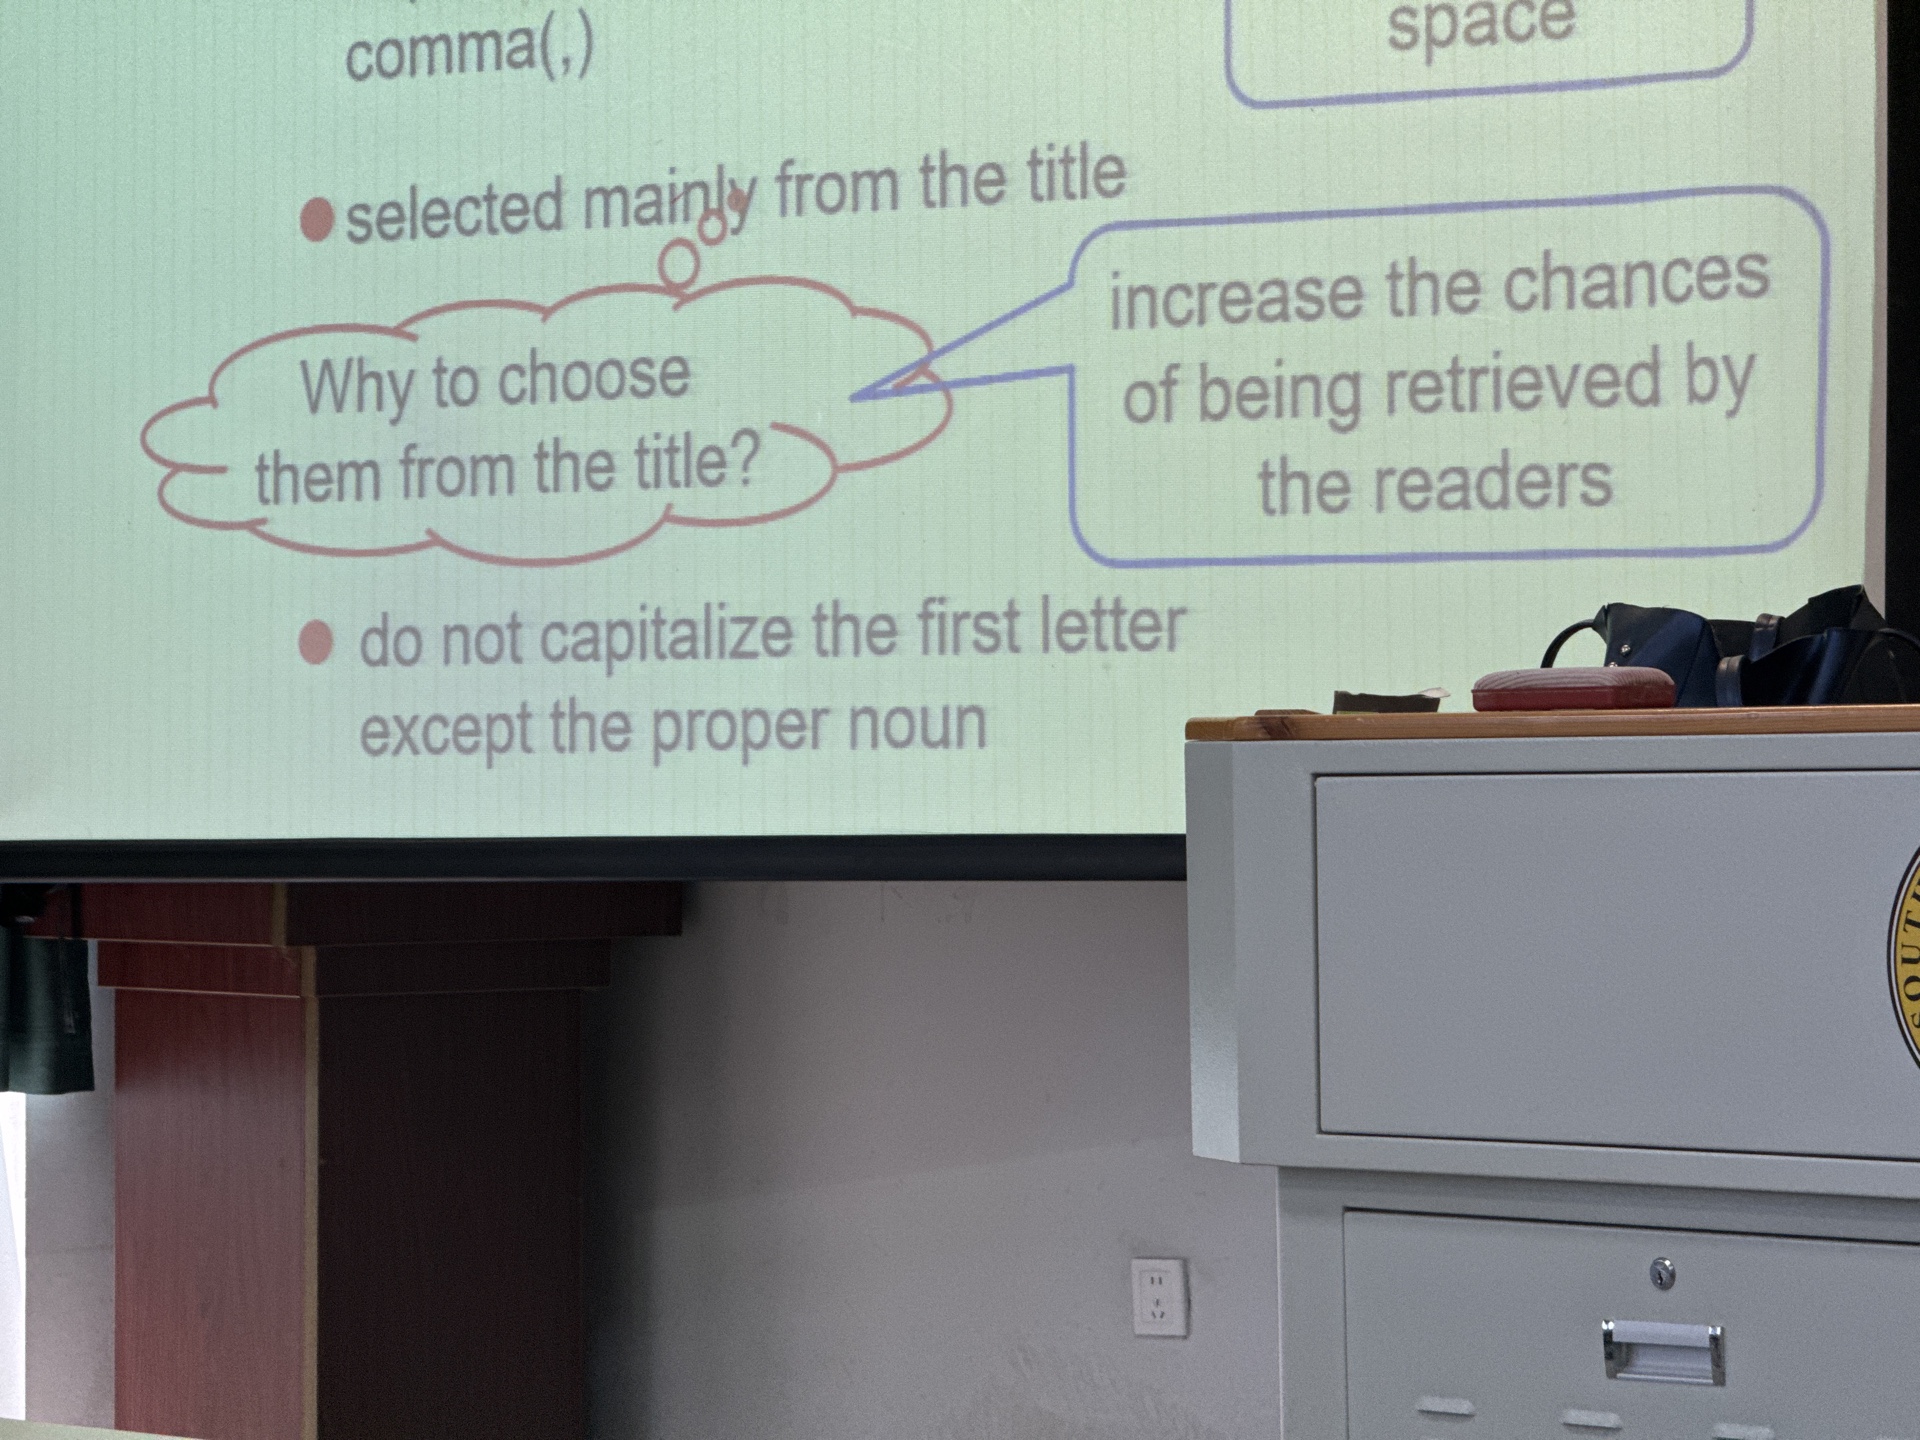 comma(,)
space
selected mainly from the title
Why to choose
them from the title?
increase the chances
of being retrieved by
the readers
do not capitalize the first letter
except the proper noun
SOUTH